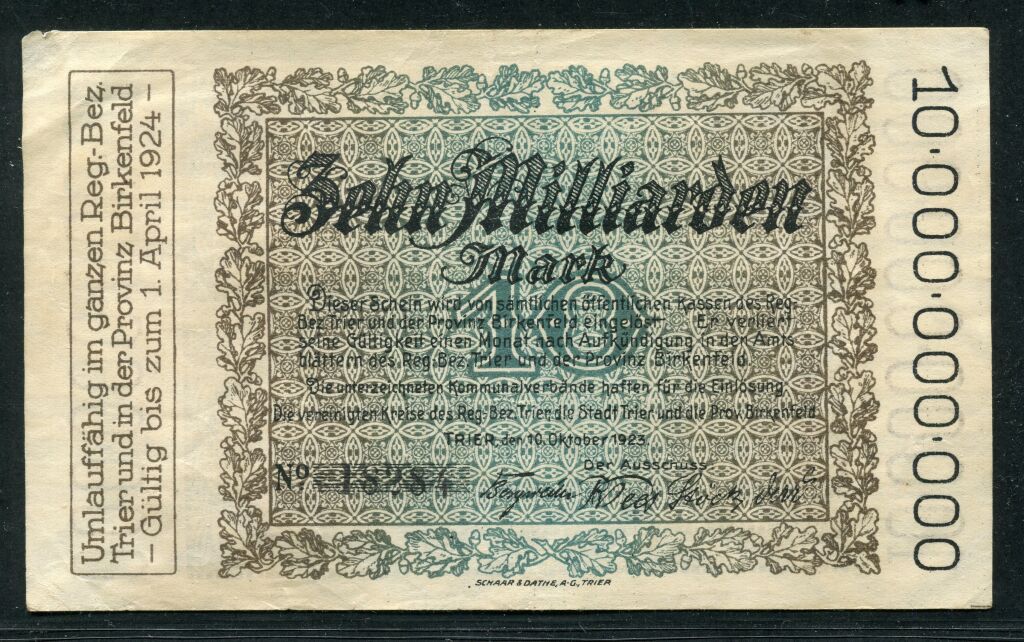 Umlauffähig im ganzen Reg.-Bez.
Trier und in der Provinz Birkenfeld
– Gültig bis zum 1. April 1924 –
Zehn Milliarden
Mark
10
Dieser Schein wird von sämtlichen öffentlichen Kassen des Reg-
Bez. Trier und der Provinz Birkenfeld eingelöst. Er verliert
seine Gültigkeit einen Monat nach Aufkündigung in den Amts
blättern des Reg. Bez. Trier und der Provinz Birkenfeld.
Die unterzeichneten Kommunalverbände haften für die Einlösung.
Die vereinigten Kreise des Reg.-Bez. Trier die Stadt Trier und die Prov. Birkenfeld
TRIER, den 10. Oktober 1923.
Der Ausschuss
No 18284
SCHAAR & DATHE, A-G., TRIER
10·000·000·000